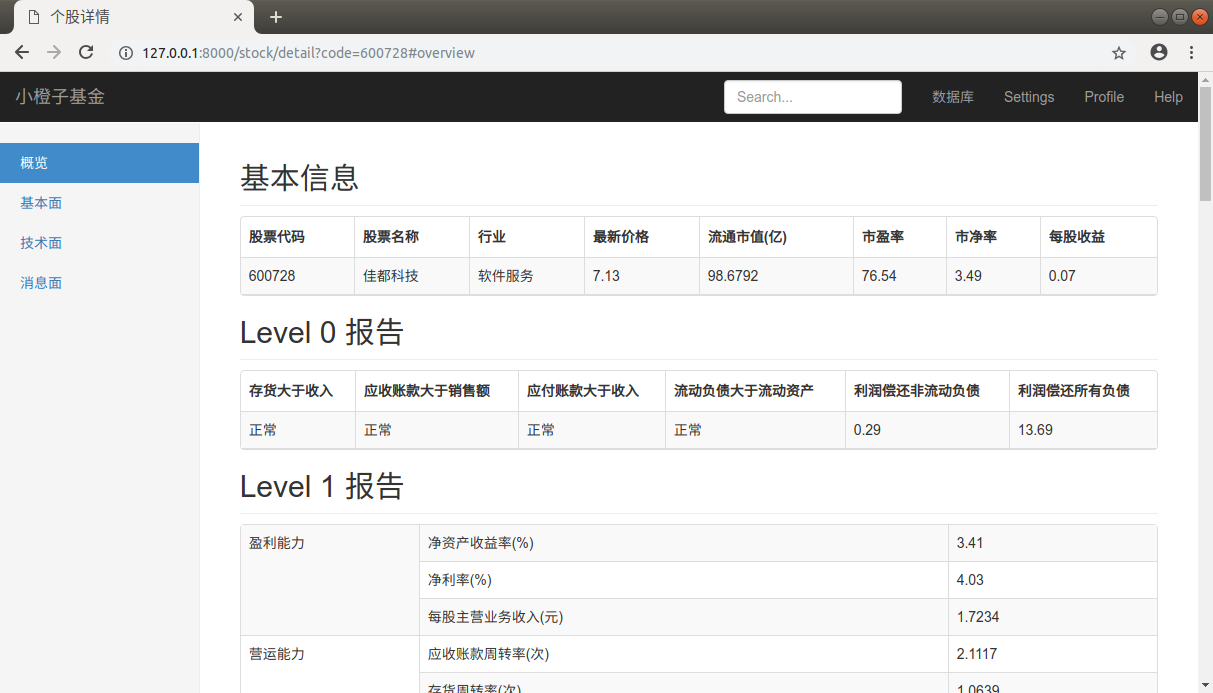 个股详情
127.0.0.1:8000/stock/detail?code=600728#overview
小橙子基金 Search... 数据库 Settings Profile Help
概览
基本面
技术面
消息面
基本信息
股票代码 股票名称 行业 最新价格 流通市值(亿) 市盈率 市净率 每股收益
600728 佳都科技 软件服务 7.13 98.6792 76.54 3.49 0.07
Level 0 报告
存货大于收入 应收账款大于销售额 应付账款大于收入 流动负债大于流动资产 利润偿还非流动负债 利润偿还所有负债
正常 正常 正常 正常 0.29 13.69
Level 1 报告
盈利能力 净资产收益率(%) 3.41
净利率(%) 4.03
每股主营业务收入(元) 1.7234
营运能力 应收账款周转率(次) 2.1117
存货周转率(次) 1.0639